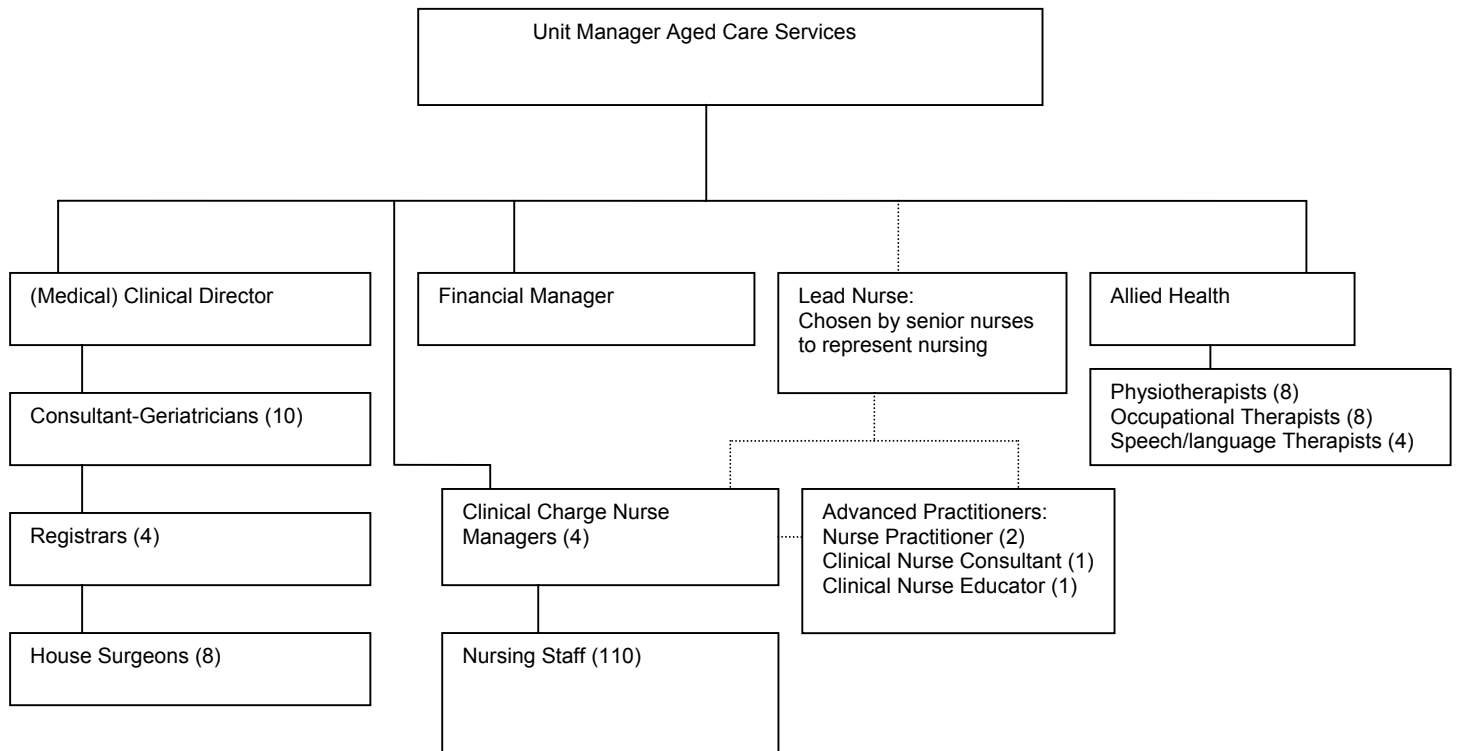 Unit Manager Aged Care Services
(Medical) Clinical Director
Financial Manager
Lead Nurse:
Chosen by senior nurses
to represent nursing
Allied Health
Consultant-Geriatricians (10)
Physiotherapists (8)
Occupational Therapists (8)
Speech/language Therapists (4)
Registrars (4)
Clinical Charge Nurse
Managers (4)
Advanced Practitioners:
Nurse Practitioner (2)
Clinical Nurse Consultant (1)
Clinical Nurse Educator (1)
House Surgeons (8)
Nursing Staff (110)